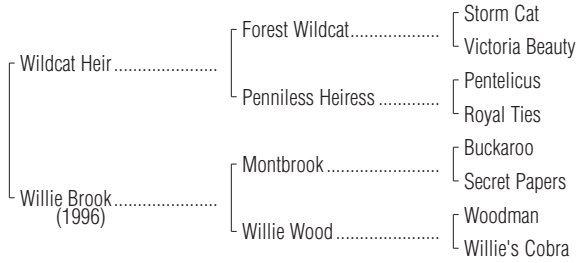 Storm Cat
Forest Wildcat....................
Victoria Beauty
Wildcat Heir.......................
Pentelicus
Penniless Heiress.............
Royal Ties
Buckaroo
Montbrook.........................
Secret Papers
Willie Brook.......................
(1996)
Woodman
Willie Wood.......................
Willie's Cobra